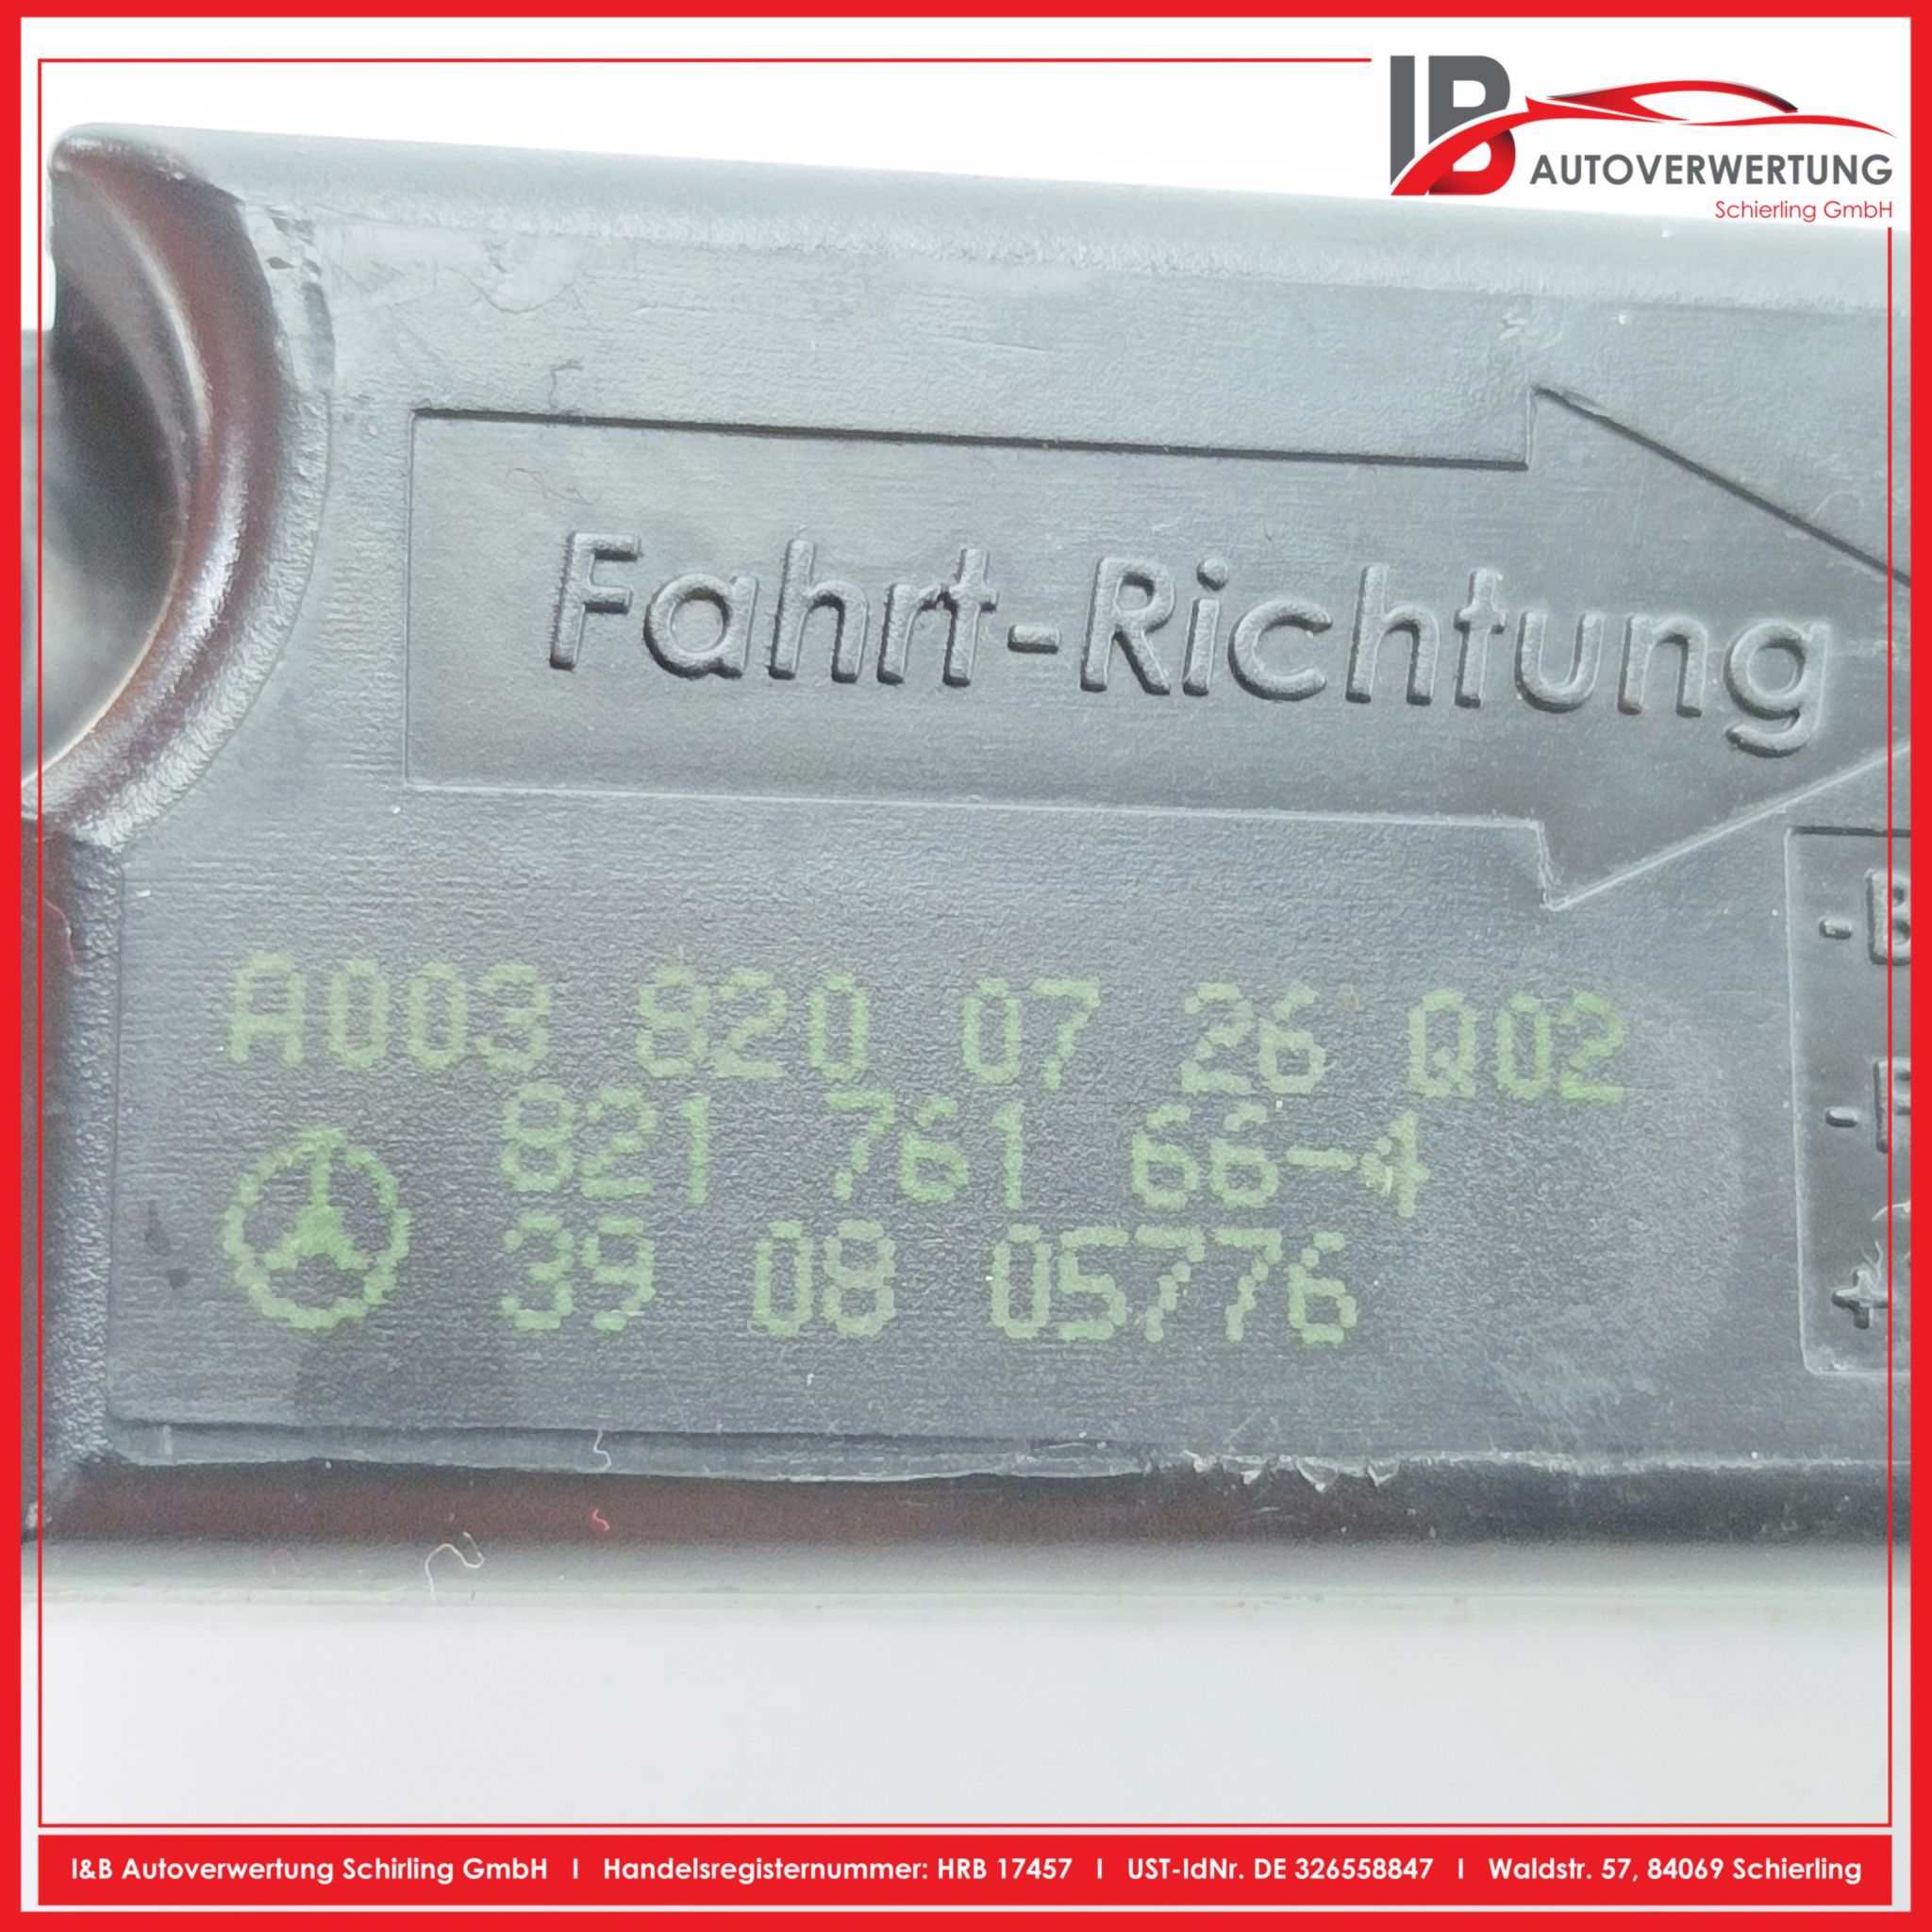 IB
AUTOVERWERTUNG
Schierling GmbH
Fahrt-Richtung
A003 820 07 26 Q02
821 761 66-4
39 08 05776
I&B Autoverwertung Schirling GmbH I Handelsregisternummer: HRB 17457 I UST-IdNr. DE 326558847 I Waldstr. 57, 84069 Schierling